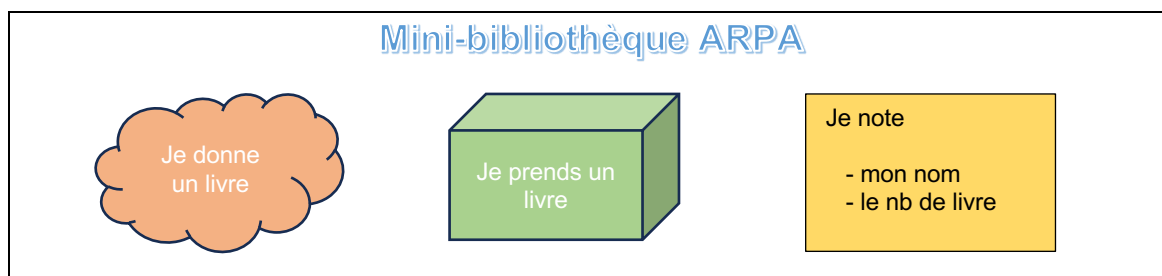 Mini-bibliothèque ARPA
Je donne
un livre
Je prends un
livre
Je note
- mon nom
- le nb de livre